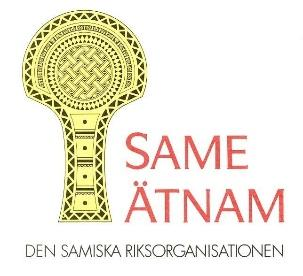 SAME
ÄTNAM
DEN SAMISKA RIKSORGANISATIONEN